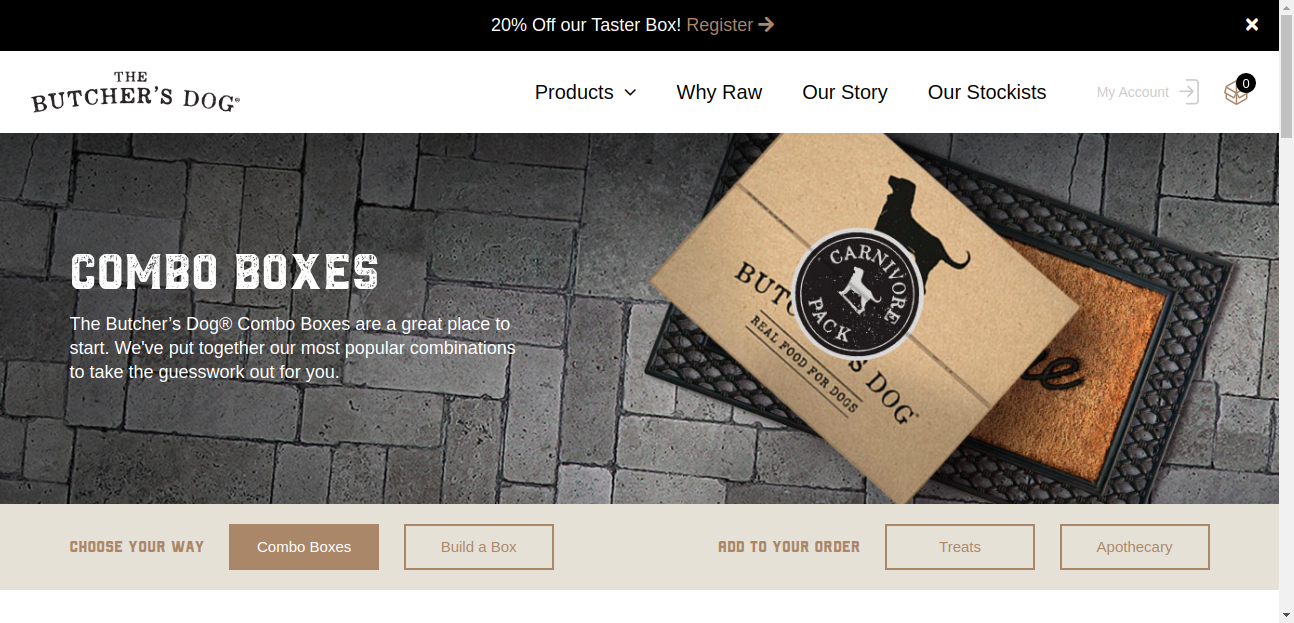 20% Off our Taster Box! Register
THE
BUTCHER'S DOG®
Products
Why Raw
Our Story
Our Stockists
My Account
0
COMBO BOXES
The Butcher’s Dog® Combo Boxes are a great place to
start. We've put together our most popular combinations
to take the guesswork out for you.
CARNIVORE
PACK
DOG
REAL FOOD FOR DOGS
CHOOSE YOUR WAY
Combo Boxes
Build a Box
ADD TO YOUR ORDER
Treats
Apothecary